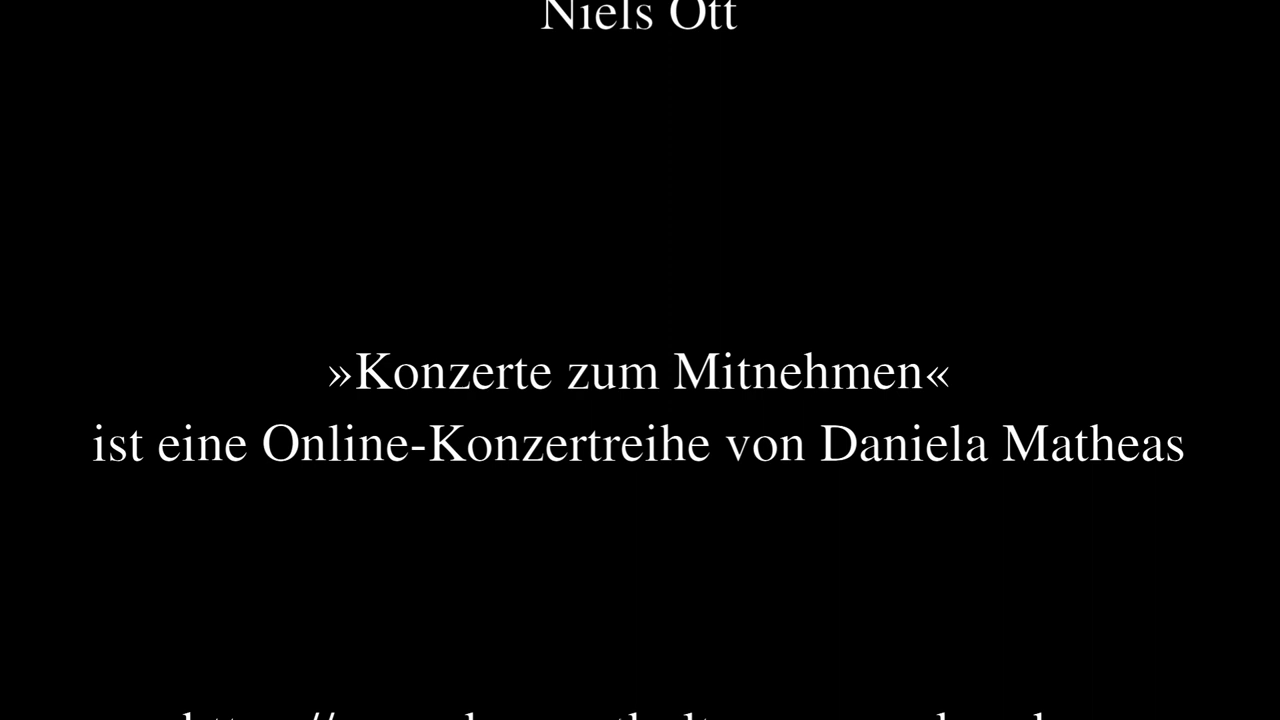 Niels Ott
»Konzerte zum Mitnehmen«
ist eine Online-Konzertreihe von Daniela Matheas